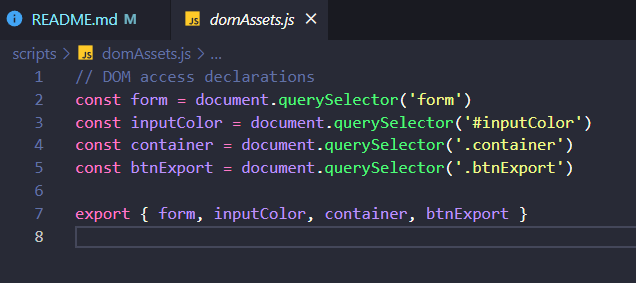 README.md M JS domAssets.js ×
scripts > JS domAssets.js > ...
1 // DOM access declarations
2 const form = document.querySelector('form')
3 const inputColor = document.querySelector('#inputColor')
4 const container = document.querySelector('.container')
5 const btnExport = document.querySelector('.btnExport')
6
7 export { form, inputColor, container, btnExport }
8